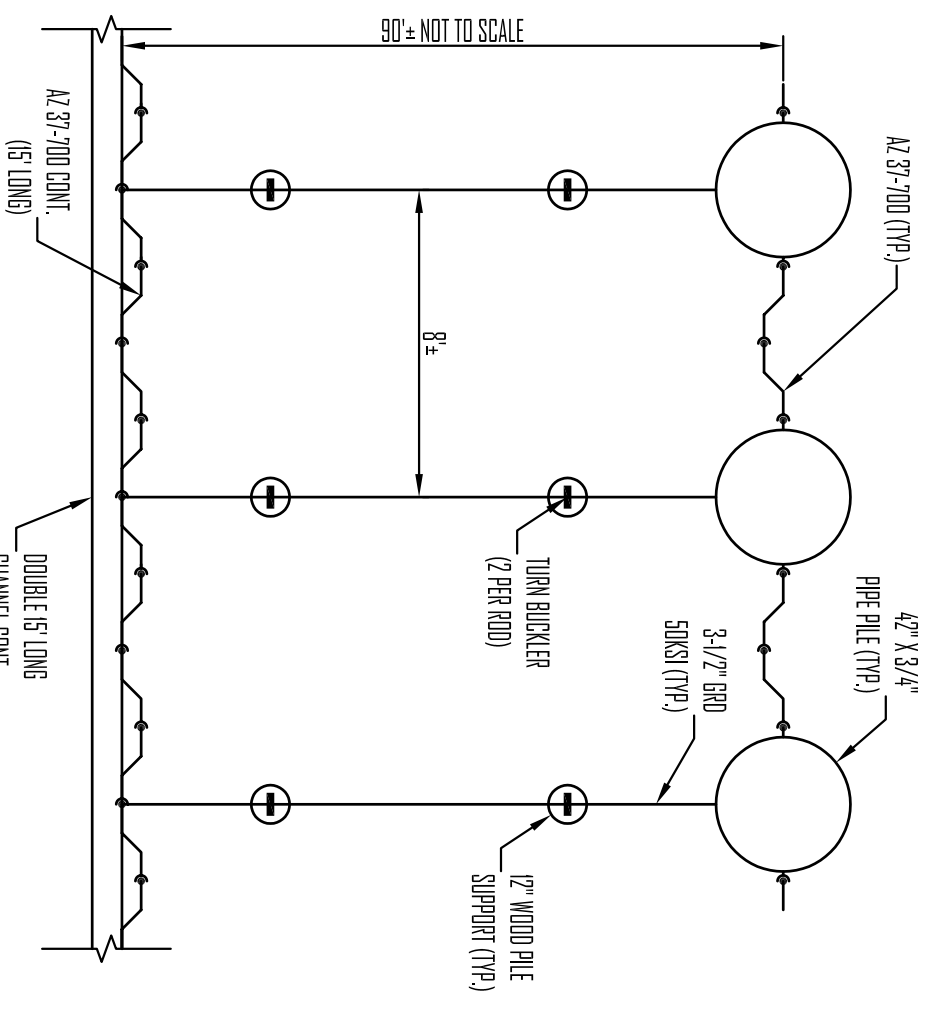 90'± NOT TO SCALE
AZ 37-700 (TYP.)
AZ 37-700 CONT.
(15' LONG)
8'±
TURN BUCKLER
(2 PER ROD)
42" X 3/4"
PIPE PILE (TYP.)
3-1/2" GRD
50KSI (TYP.)
12" WOOD PILE
SUPPORT (TYP.)
DOUBLE 15' LONG